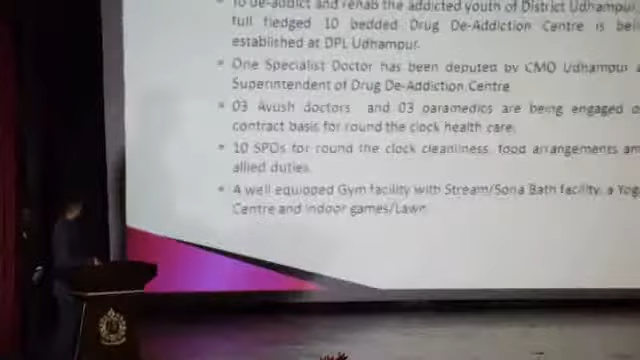 To De-addict and rehab the addicted youth of District Udhampur,
full fledged 10 bedded Drug De-Addiction Centre is
established at DPL Udhampur.
One Specialist Doctor has been deputed by CMO Udhampur
Superintendent of Drug De-Addiction Centre
03 Ayush doctors and 03 paramedics are being engaged
contract basis for round the clock health care.
10 SPOs for round the clock cleanliness, food arrangements
allied duties.
A well equipped Gym facility with Stream/Sona Bath facility, a
Centre and indoor games/Lawn